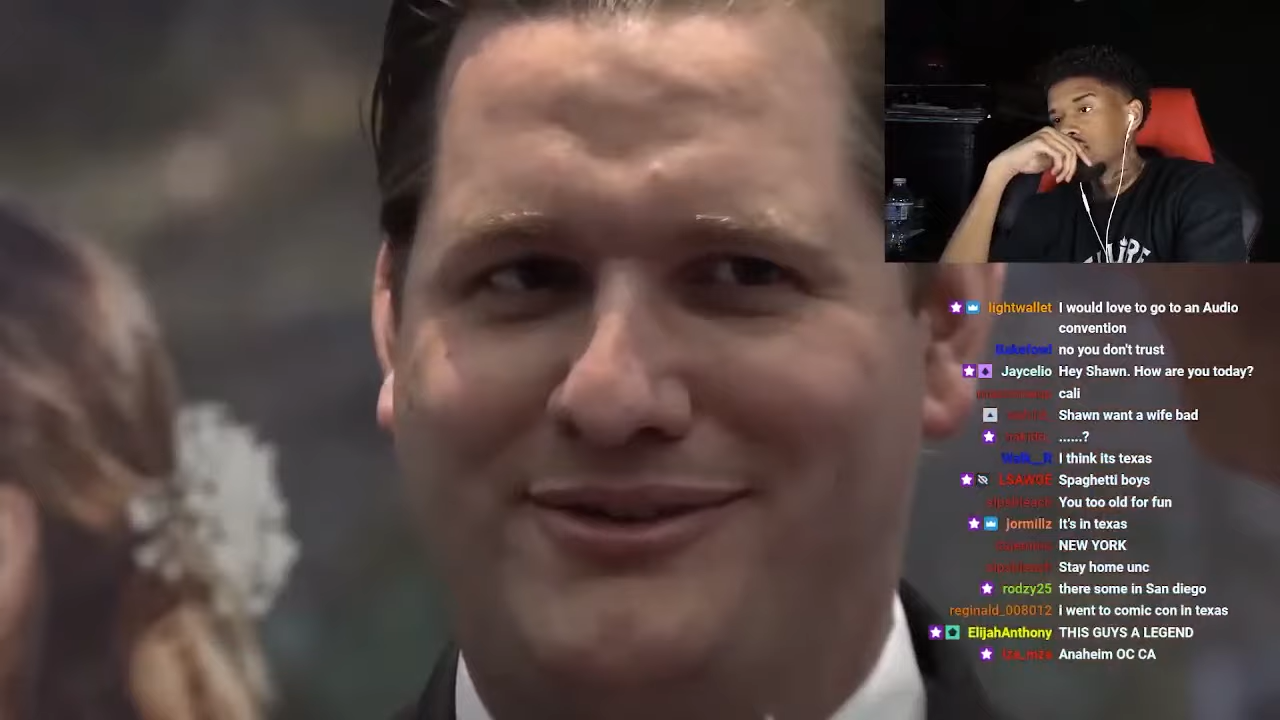 lightwallet I would love to go to an Audio
convention
no you don't trust
Jaycelio Hey Shawn. How are you today?
cali
Shawn want a wife bad
......?
I think its texas
LSAWGE Spaghetti boys
You too old for fun
jormillz It's in texas
NEW YORK
Stay home unc
rodzy25 there some in San diego
reginald_008012 i went to comic con in texas
ElijahAnthony THIS GUYS A LEGEND
Anaheim OC CA